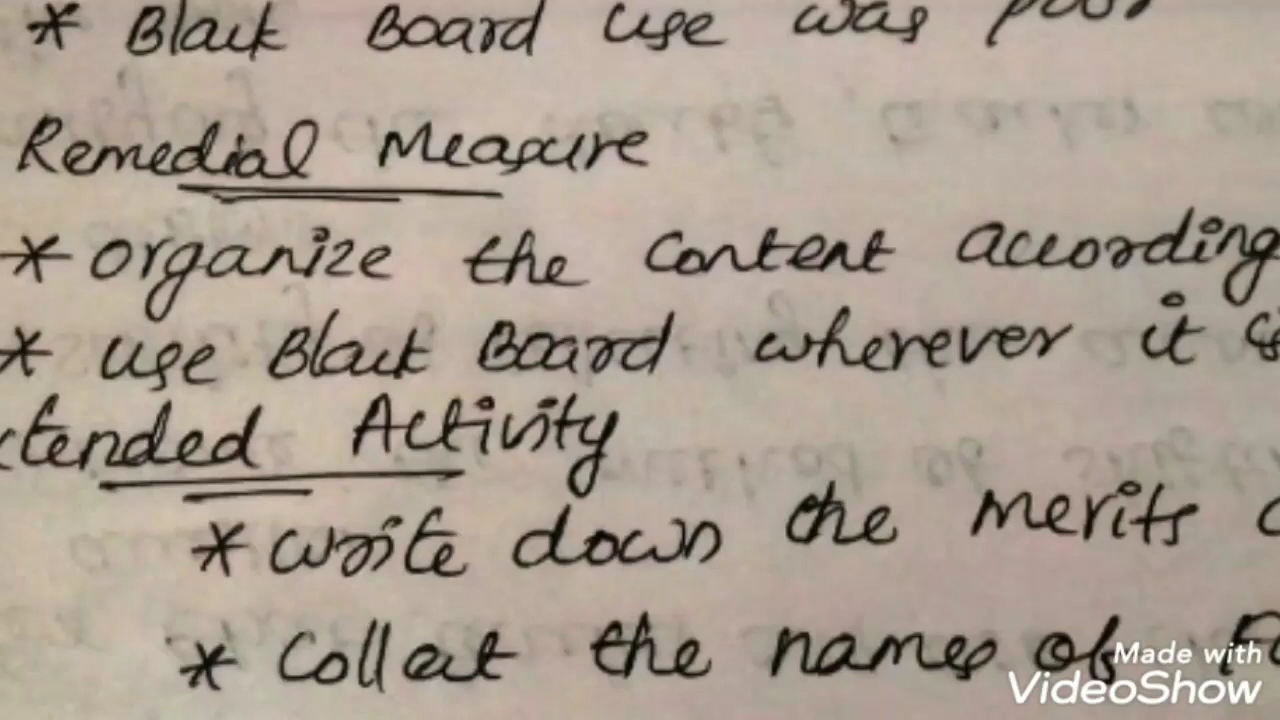 * Black Board use was poor
Remedial Measure
* organize the content according
* use Black Board wherever it
tended Activity
* write down the merits
* Collect the names of
Made with
VideoShow